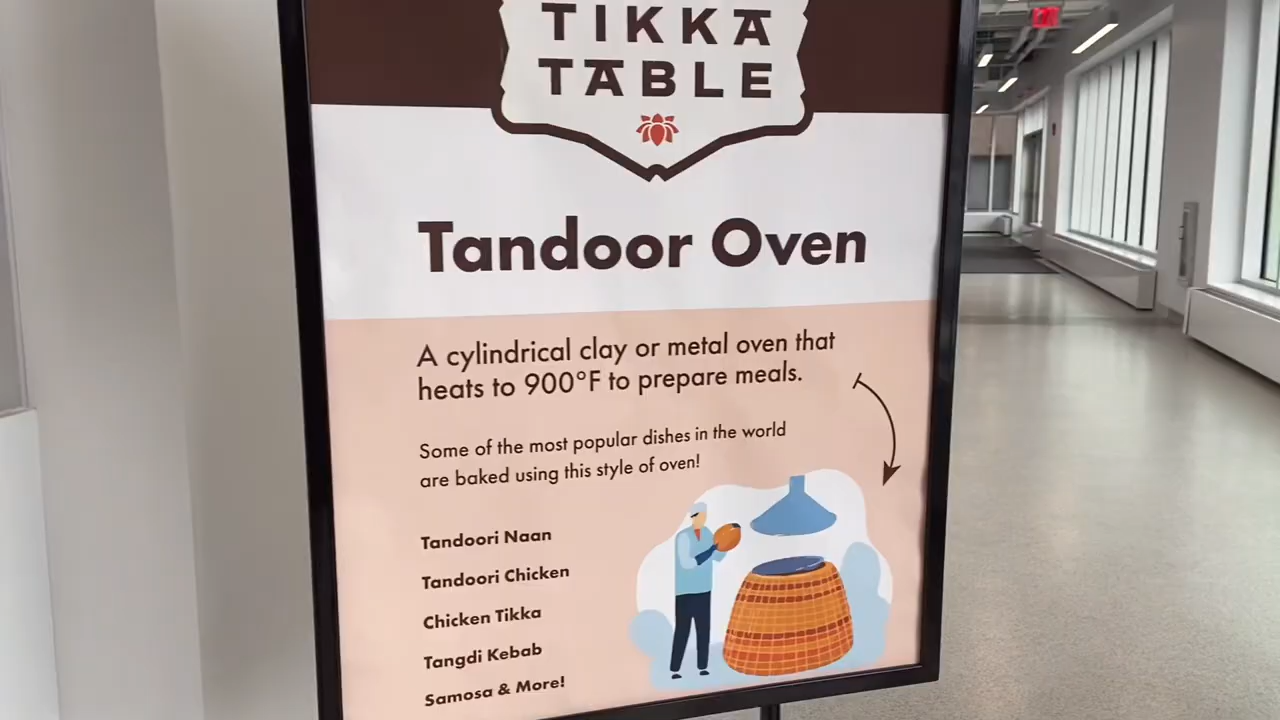 TIKKA
TABLE
Tandoor Oven
A cylindrical clay or metal oven that
heats to 900°F to prepare meals.
Some of the most popular dishes in the world
are baked using this style of oven!
Tandoori Naan
Tandoori Chicken
Chicken Tikka
Tangdi Kebab
Samosa & More!